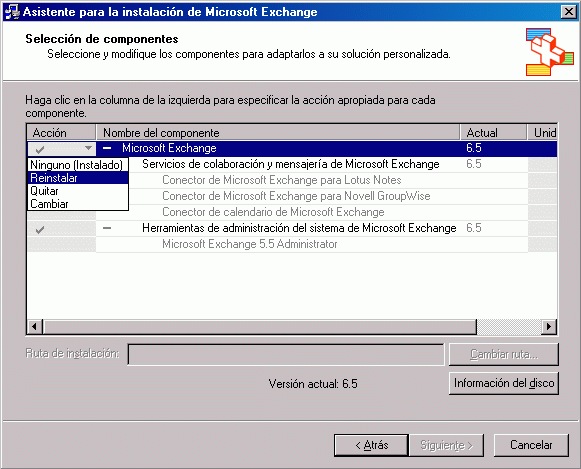 Asistente para la instalación de Microsoft Exchange
Selección de componentes
Seleccione y modifique los componentes para adaptarlos a su solución personalizada.
Haga clic en la columna de la izquierda para especificar la acción apropiada para cada
componente.
Acción Nombre del componente Actual Unid
Microsoft Exchange 6.5
Ninguno (Instalado)
Reinstalar
Quitar
Cambiar
Servicios de colaboración y mensajería de Microsoft Exchange 6.5
Conector de Microsoft Exchange para Lotus Notes
Conector de Microsoft Exchange para Novell GroupWise
Conector de calendario de Microsoft Exchange
Herramientas de administración del sistema de Microsoft Exchange 6.5
Microsoft Exchange 5.5 Administrator
Ruta de instalación: Cambiar ruta...
Versión actual: 6.5 Información del disco
< Atrás Siguiente > Cancelar